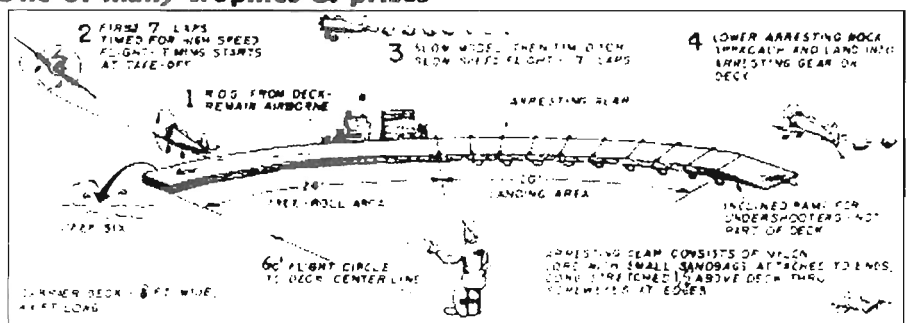 One of many trophies & prizes
2 FIRST 7 LAPS
TIMED FOR HIGH SPEED
FLIGHT - TIMING STARTS
AT TAKE-OFF
3 SLOW MODEL THEN TIM
SLOW SPEED FLIGHT - 7 LAPS
4 LOWER ARRESTING HOOK
APPROACH AND LAND INTO
ARRESTING GEAR ON
DECK
1 R.O.G. FROM DECK-
REMAIN AIRBORNE
ARRESTING GEAR
FREE-ROLL AREA
20'
LANDING AREA
DEEP SIX
INCLINED RAMP FOR
UNDERSHOOTERS - NOT
PART OF DECK
60' FLIGHT CIRCLE
TO DECK CENTER LINE
ARRESTING GEAR CONSISTS OF NYLON
CORD WITH SMALL SANDBAGS ATTACHED TO ENDS,
CORD STRETCHED ABOVE DECK THRU
SCREWEYES AT EDGES
CARRIER DECK - 8 FT. WIDE,
FT LONG